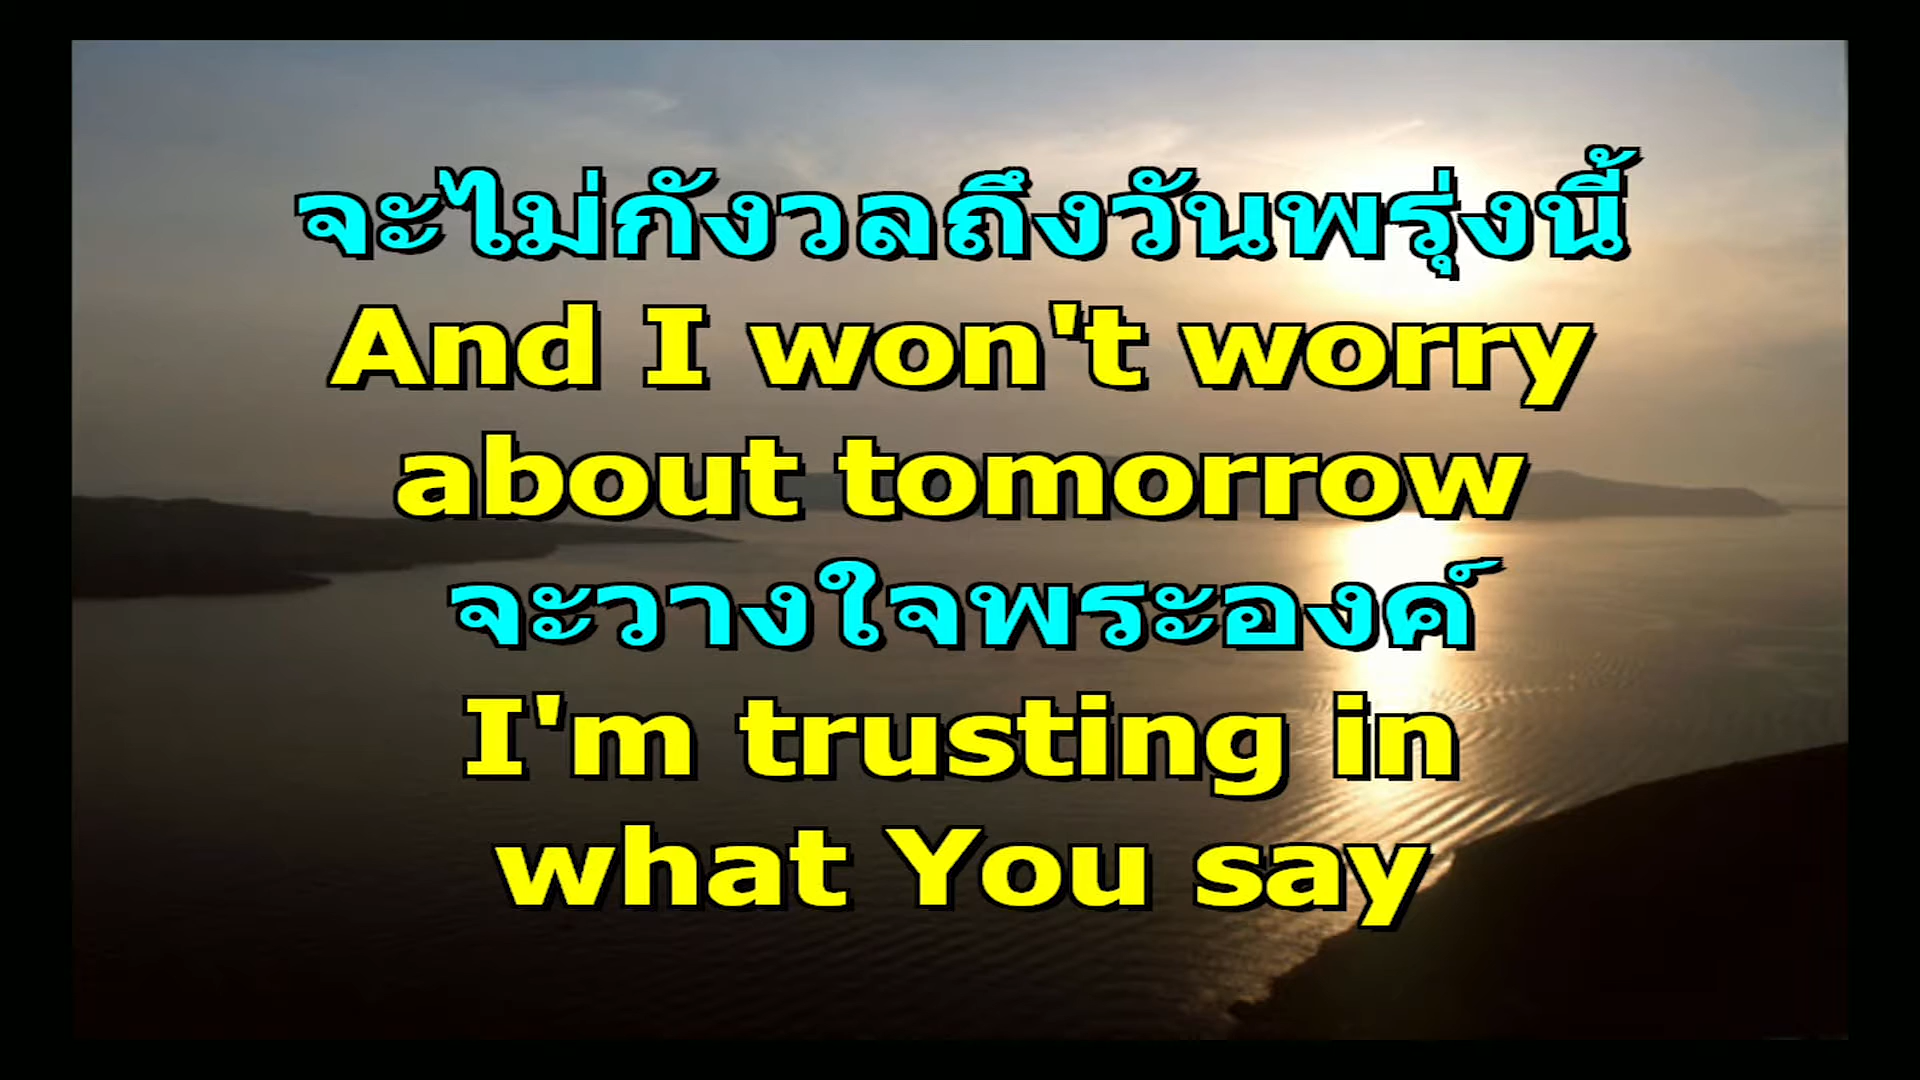 จะไม่กังวลถึงวันพรุ่งนี้
And I won't worry
about tomorrow
จะวางใจพระองค์
I'm trusting in
what You say